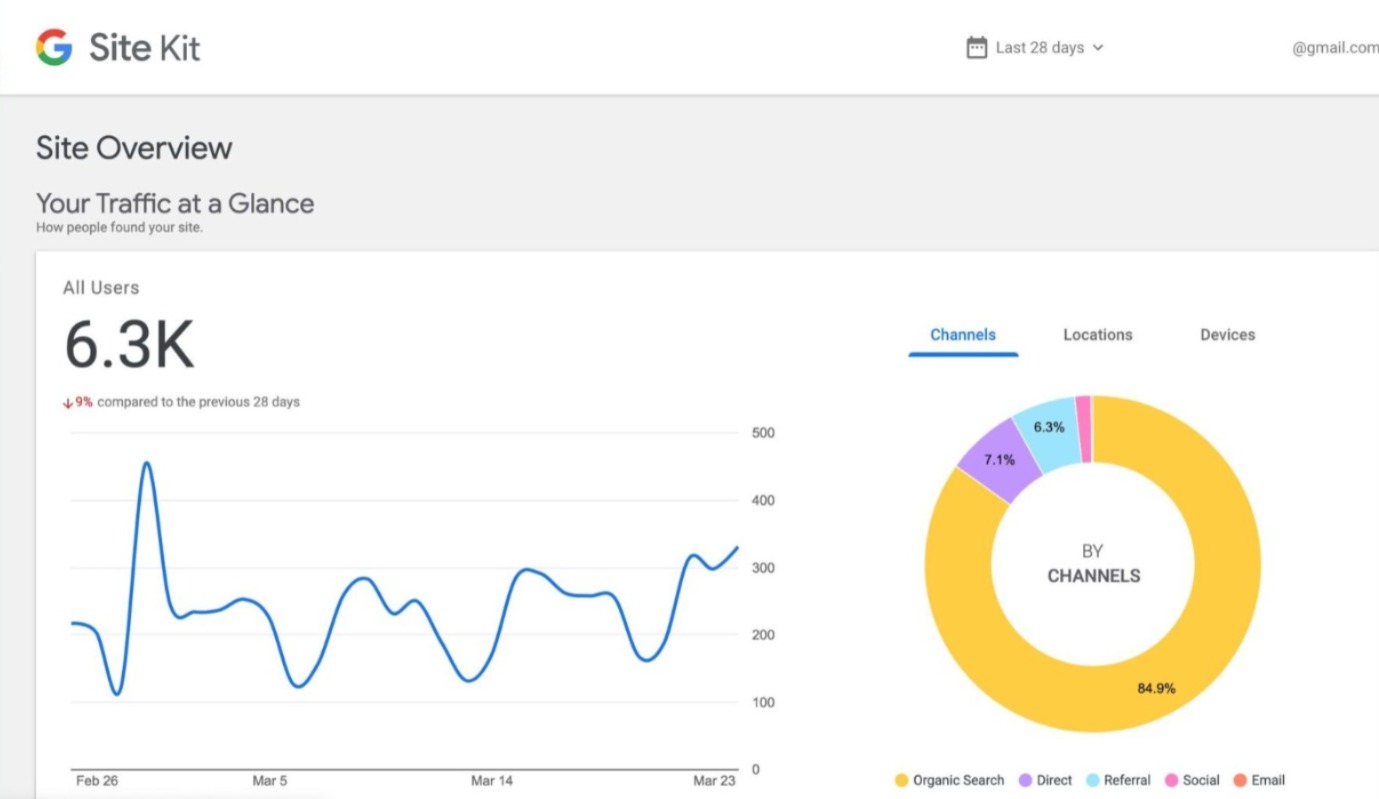 Site Kit
Last 28 days
@gmail.com
Site Overview
Your Traffic at a Glance
How people found your site.
All Users
6.3K
↓9% compared to the previous 28 days
Channels
Locations
Devices
500
400
300
200
100
0
Feb 26
Mar 5
Mar 14
Mar 23
6.3%
7.1%
BY
CHANNELS
84.9%
Organic Search Direct Referral Social Email